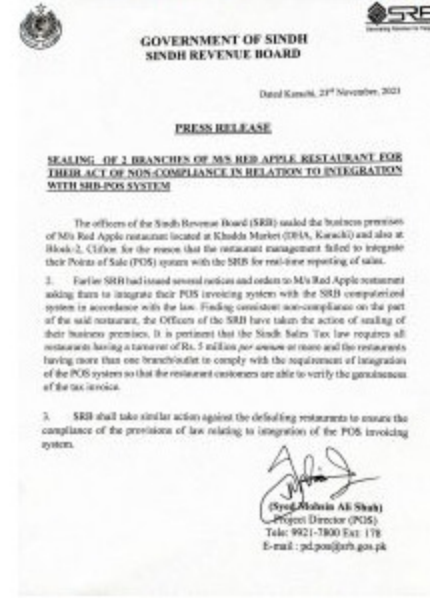 SRB
GOVERNMENT OF SINDH
SINDH REVENUE BOARD
Dated Karachi, 23rd November, 2021
PRESS RELEASE
SEALING OF 2 BRANCHES OF M/S RED APPLE RESTAURANT FOR
THEIR ACT OF NON-COMPLIANCE IN RELATION TO INTEGRATION
WITH SRB-POS SYSTEM
The officers of the Sindh Revenue Board (SRB) sealed the business premises
of M/s Red Apple restaurant located at Khadda Market (DHA, Karachi) and also at
Block-2, Clifton for the reason that the restaurant management failed to integrate
their Points of Sale (POS) system with the SRB for real-time reporting of sales.
2. Earlier SRB had issued several notices and orders to M/s Red Apple restaurant
asking them to integrate their POS invoicing system with the SRB computerized
system in accordance with the law. Finding consistent non-compliance on the part
of the said restaurant, the Officers of the SRB have taken the action of sealing of
their business premises. It is pertinent that the Sindh Sales Tax law requires all
restaurants having a turnover of Rs. 5 million per annum or more and the restaurants
having more than one branch/outlet to comply with the requirement of integration
of the POS system so that the restaurant customers are able to verify the genuineness
of the tax invoice.
3. SRB shall take similar action against the defaulting restaurants to ensure the
compliance of the provisions of law relating to integration of the POS invoicing
system.
(Syed Mohsin Ali Shah)
Project Director (POS)
Tele: 9921-7800 Ext: 178
E-mail : pd.pos@srb.gos.pk